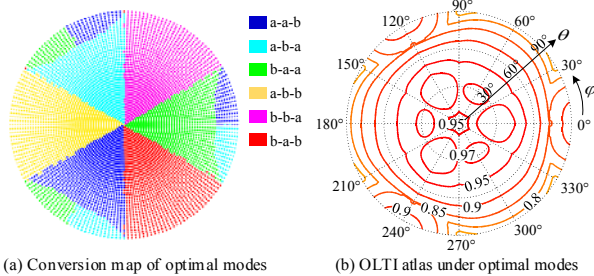 (a)
a-a-b
a-b-a
b-a-a
a-b-b
b-b-a
b-a-b
(a) Conversion map of optimal modes
(b)
90°
120°
60°
90°
θ
150°
60°
30°
30°
φ
180°
0.95
0°
0.97
210°
0.95
330°
0.9
0.8
0.85
0.9
240°
300°
270°
(b) OLTI atlas under optimal modes